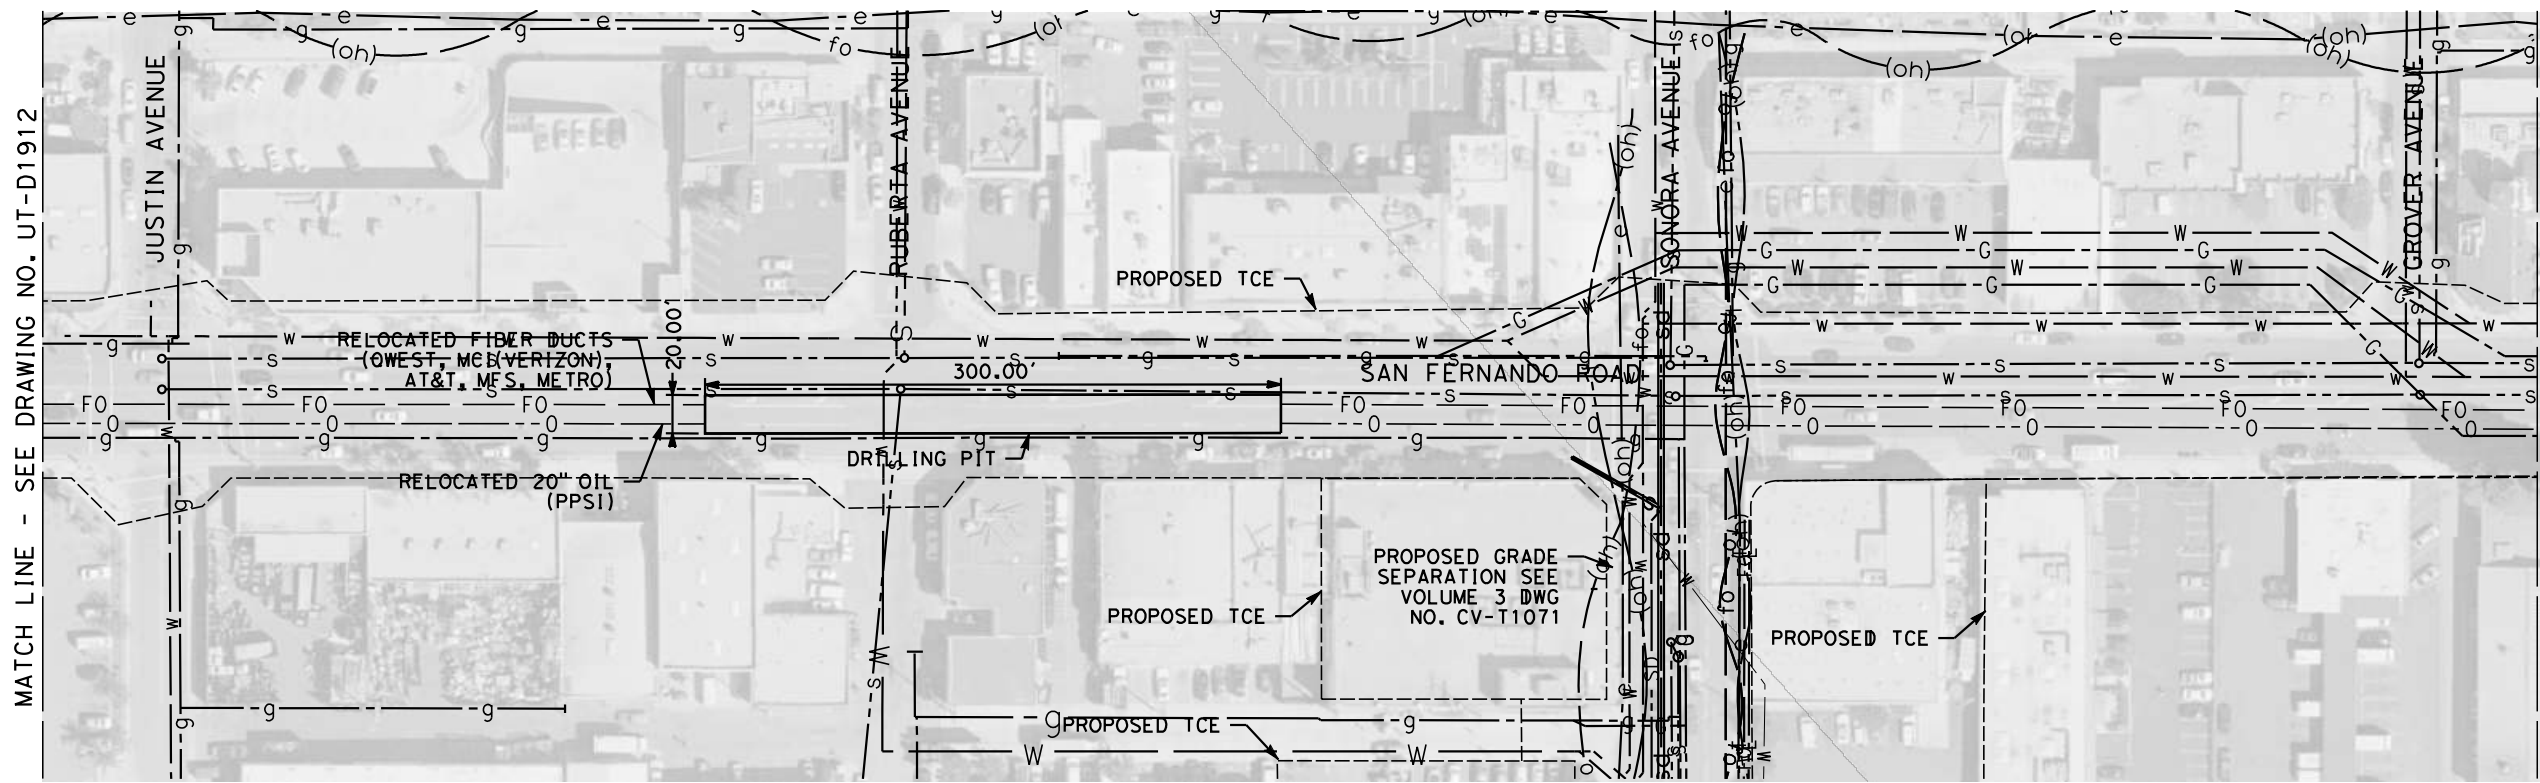 MATCH LINE - SEE DRAWING NO. UT-D1912
JUSTIN AVENUE
RUBERTA AVENUE
SONORA AVENUE
GROVER AVENUE
PROPOSED TCE
RELOCATED FIBER DUCTS
(QWEST, MCI(VERIZON),
AT&T, MFS, METRO)
20.00'
300.00'
SAN FERNANDO ROAD
DRILLING PIT
RELOCATED 20" OIL
(PPSI)
PROPOSED GRADE
SEPARATION SEE
VOLUME 3 DWG
NO. CV-T1071
PROPOSED TCE
PROPOSED TCE
PROPOSED TCE